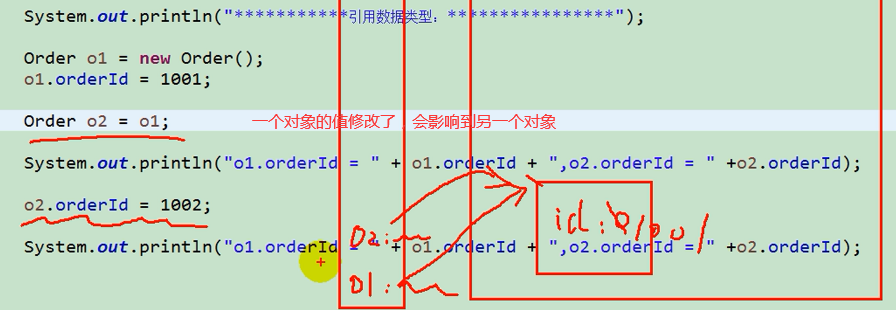 System.out.println("***********引用数据类型：****************");
Order o1 = new Order();
o1.orderId = 1001;
Order o2 = o1;
一个对象的值修改了，会影响到另一个对象
System.out.println("o1.orderId = " + o1.orderId + ",o2.orderId = " +o2.orderId);
o2.orderId = 1002;
id:
o2:
System.out.println("o1.orderId = " + o1.orderId + ",o2.orderId = " +o2.orderId);
o1: